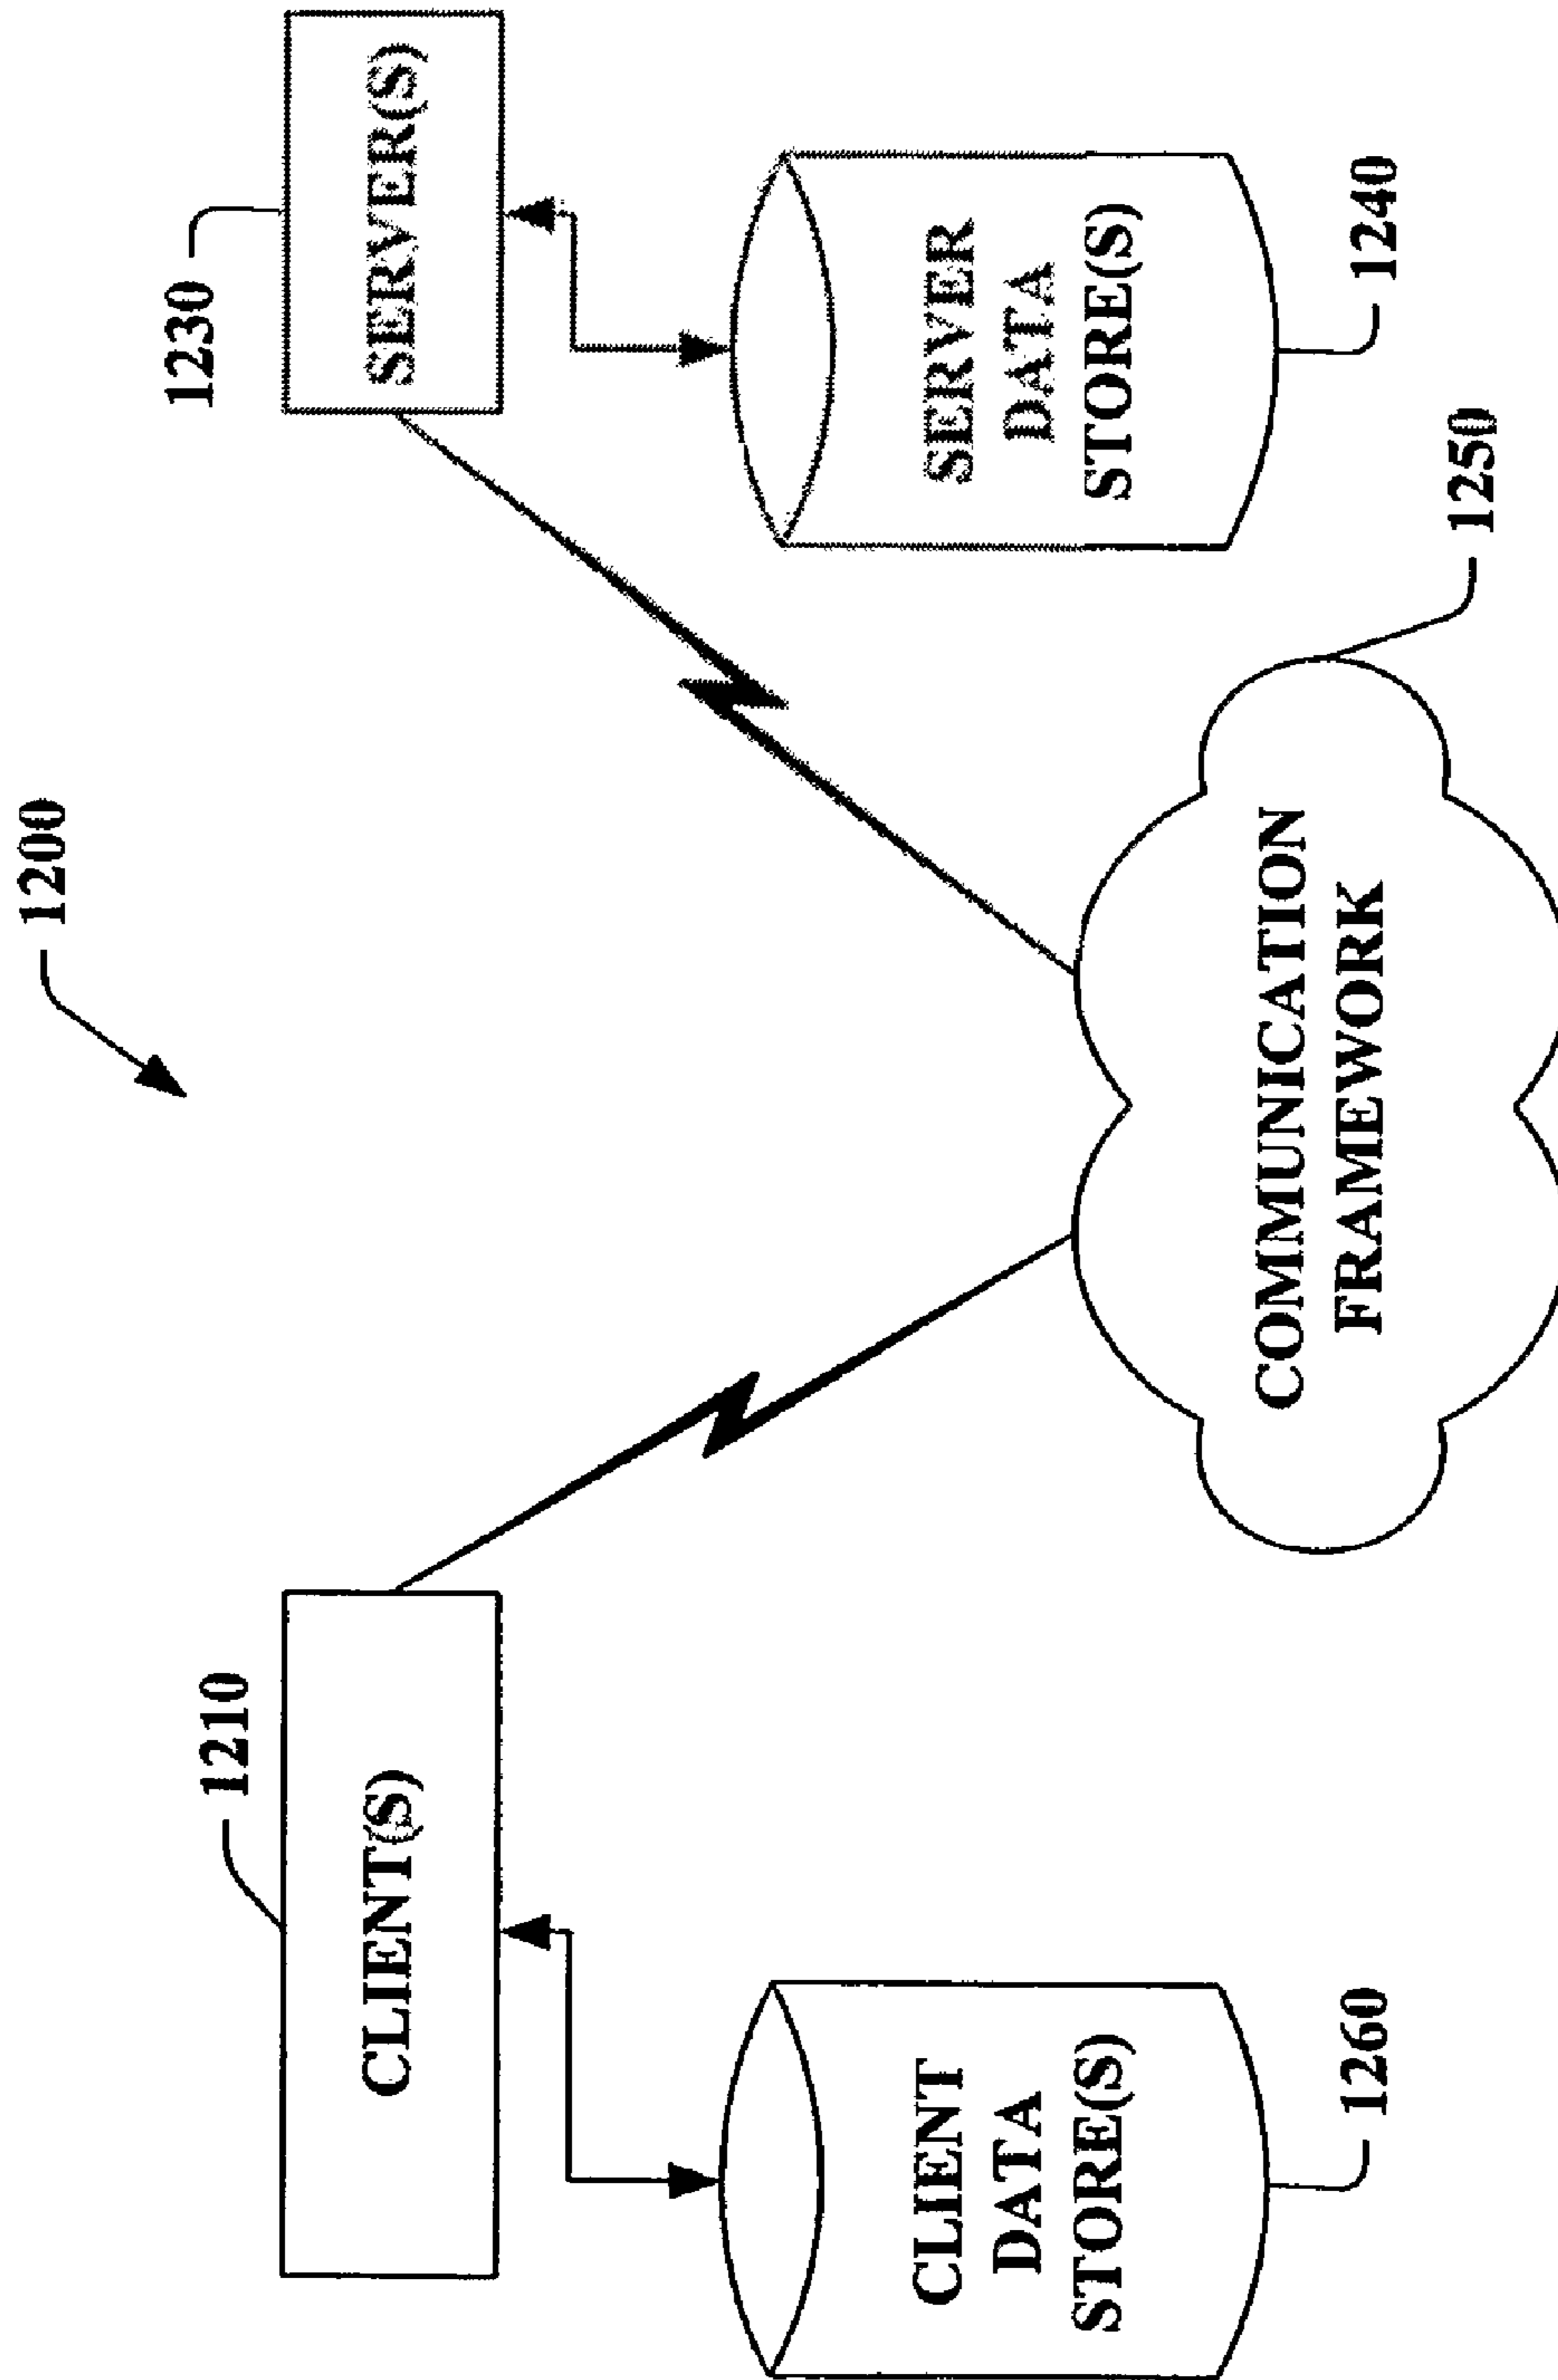 1200
1210
CLIENT(S)
1230
SERVER(S)
CLIENT
DATA
STORE(S)
1260
SERVER
DATA
STORE(S)
1240
COMMUNICATION
FRAMEWORK
1250